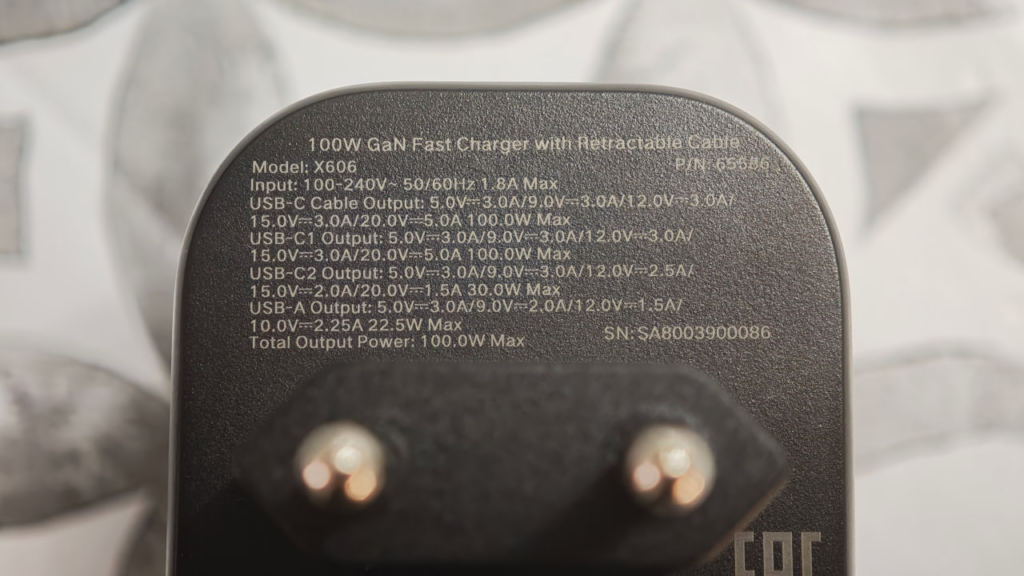 100W GaN Fast Charger with Retractable Cable
Model: X606
Input: 100-240V~ 50/60Hz 1.8A Max
USB-C Cable Output: 5.0V⎓3.0A/9.0V⎓3.0A/12.0V⎓3.0A/
15.0V⎓3.0A/20.0V⎓5.0A 100.0W Max
USB-C1 Output: 5.0V⎓3.0A/9.0V⎓3.0A/12.0V⎓3.0A/
15.0V⎓3.0A/20.0V⎓5.0A 100.0W Max
USB-C2 Output: 5.0V⎓3.0A/9.0V⎓3.0A/12.0V⎓2.5A/
15.0V⎓2.0A/20.0V⎓1.5A 30.0W Max
USB-A Output: 5.0V⎓3.0A/9.0V⎓2.0A/12.0V⎓1.5A/
10.0V⎓2.25A 22.5W Max
Total Output Power: 100.0W Max
P/N:
SN: SA8003900086